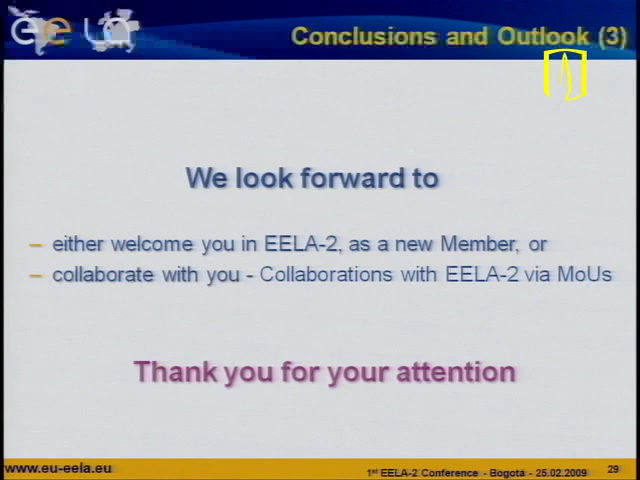 eela
Conclusions and Outlook (3)
We look forward to
– either welcome you in EELA-2, as a new Member, or
– collaborate with you - Collaborations with EELA-2 via MoUs
Thank you for your attention
www.eu-eela.eu
1st EELA-2 Conference - Bogotá - 25.02.2009
29